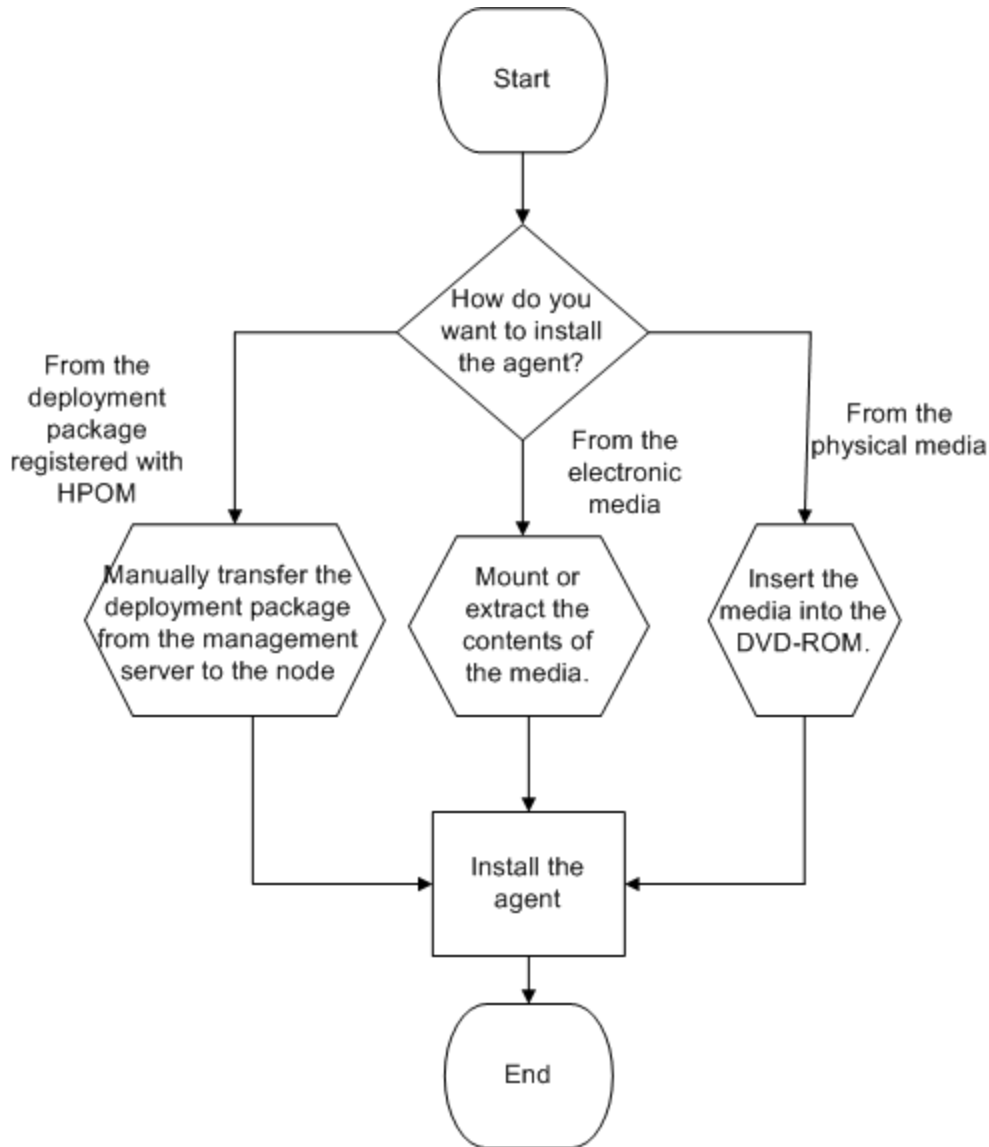 Start
How do you
want to install
the agent?
From the
deployment
package
registered with
HPOM
From the
electronic
media
From the
physical media
Manually transfer the
deployment package
from the management
server to the node
Mount or
extract the
contents of
the media.
Insert the
media into the
DVD-ROM.
Install the
agent
End